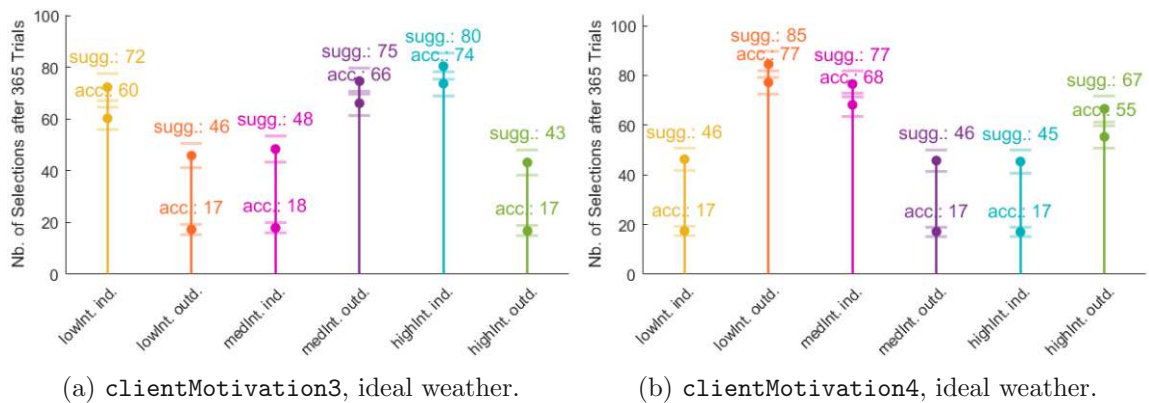 Nb. of Selections after 365 Trials
100
80
60
40
20
0
sugg.: 72
acc.: 60
sugg.: 46
acc.: 17
sugg.: 48
acc.: 18
sugg.: 75
acc.: 66
sugg.: 80
acc.: 74
sugg.: 43
acc.: 17
lowInt. ind.
lowInt. outd.
medInt. ind.
medInt. outd.
highInt. ind.
highInt. outd.
(a) clientMotivation3, ideal weather.
Nb. of Selections after 365 Trials
100
80
60
40
20
0
sugg.: 46
acc.: 17
sugg.: 85
acc.: 77
sugg.: 77
acc.: 68
sugg.: 46
acc.: 17
sugg.: 45
acc.: 17
sugg.: 67
acc.: 55
lowInt. ind.
lowInt. outd.
medInt. ind.
medInt. outd.
highInt. ind.
highInt. outd.
(b) clientMotivation4, ideal weather.